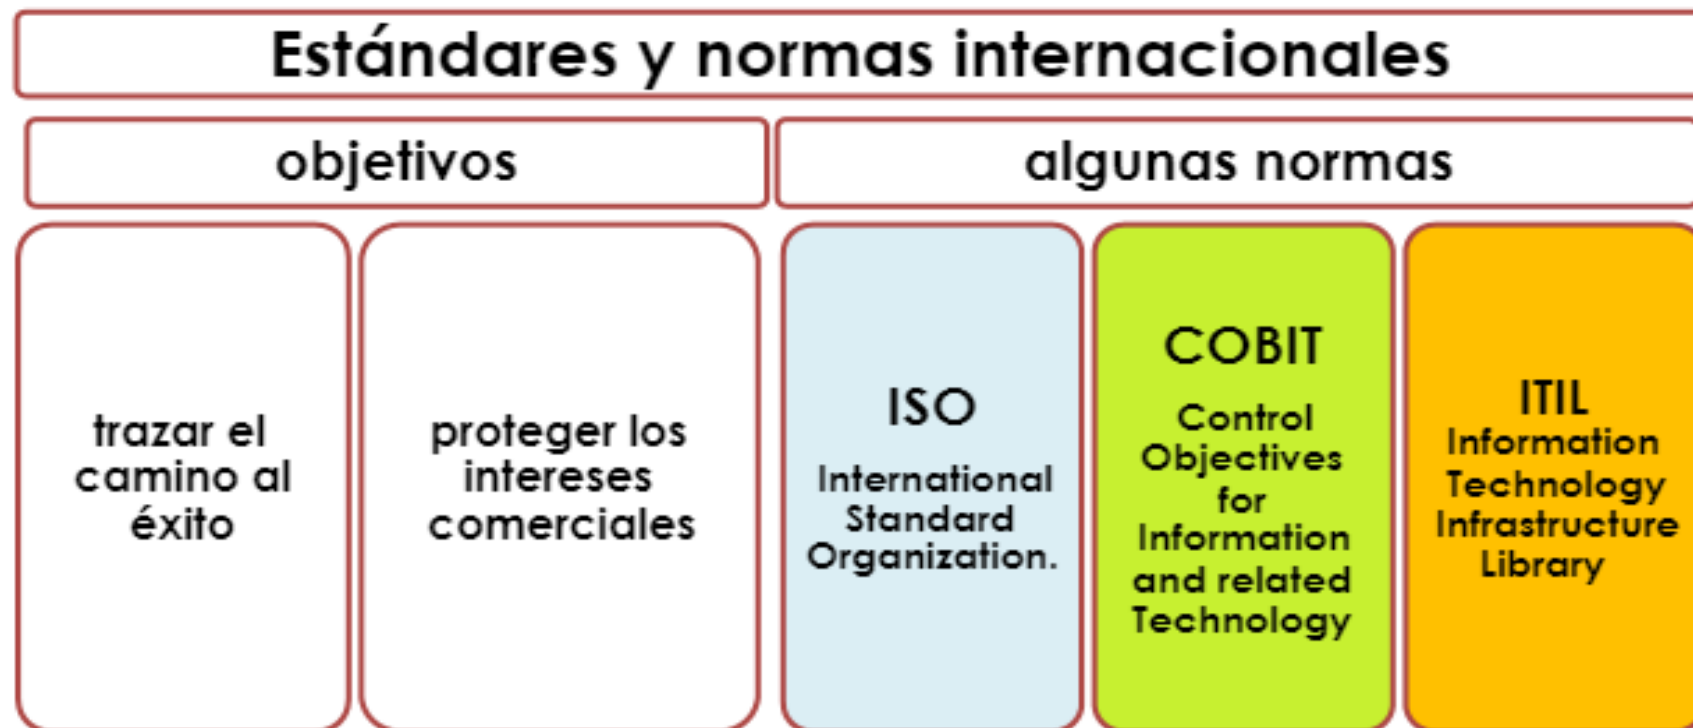 Estándares y normas internacionales
objetivos
algunas normas
trazar el
camino al
éxito
proteger los
intereses
comerciales
ISO
International
Standard
Organization.
COBIT
Control
Objectives
for
Information
and related
Technology
ITIL
Information
Technology
Infrastructure
Library